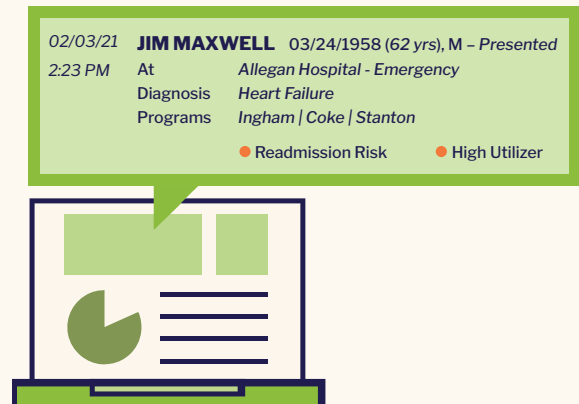 02/03/21 JIM MAXWELL 03/24/1958 (62 yrs), M – Presented
2:23 PM At Allegan Hospital - Emergency
Diagnosis Heart Failure
Programs Ingham | Coke | Stanton
Readmission Risk High Utilizer